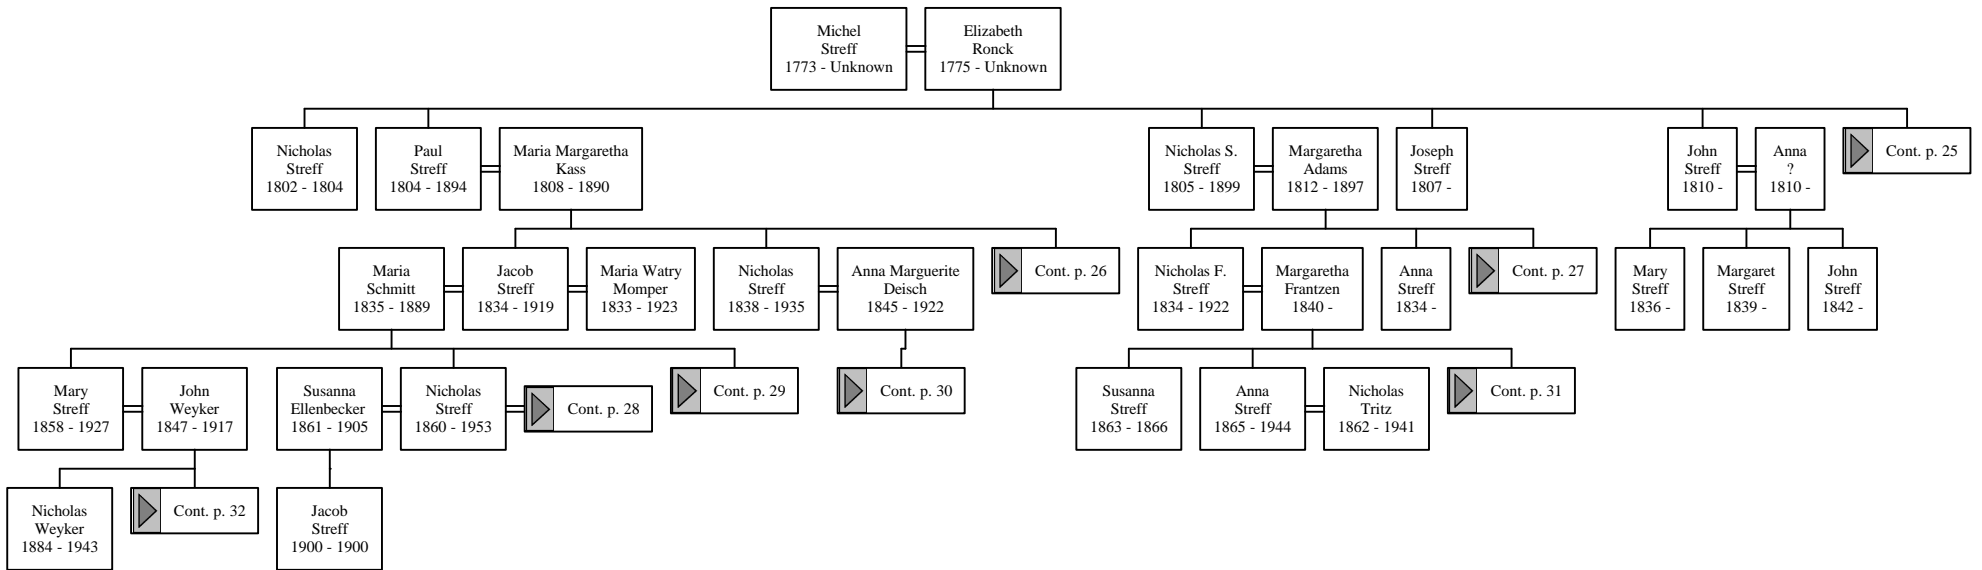 Michel
Streff
1773 - Unknown
Elizabeth
Ronck
1775 - Unknown
Nicholas
Streff
1802 - 1804
Paul
Streff
1804 - 1894
Maria Margaretha
Kass
1808 - 1890
Nicholas S.
Streff
1805 - 1899
Margaretha
Adams
1812 - 1897
Joseph
Streff
1807 -
John
Streff
1810 -
Anna
?
1810 -
Cont. p. 25
Maria
Schmitt
1835 - 1889
Jacob
Streff
1834 - 1919
Maria Watry
Momper
1833 - 1923
Nicholas
Streff
1838 - 1935
Anna Marguerite
Deisch
1845 - 1922
Cont. p. 26
Nicholas F.
Streff
1834 - 1922
Margaretha
Frantzen
1840 -
Anna
Streff
1834 -
Cont. p. 27
Mary
Streff
1836 -
Margaret
Streff
1839 -
John
Streff
1842 -
Mary
Streff
1858 - 1927
John
Weyker
1847 - 1917
Susanna
Ellenbecker
1861 - 1905
Nicholas
Streff
1860 - 1953
Cont. p. 28
Cont. p. 29
Cont. p. 30
Susanna
Streff
1863 - 1866
Anna
Streff
1865 - 1944
Nicholas
Tritz
1862 - 1941
Cont. p. 31
Nicholas
Weyker
1884 - 1943
Cont. p. 32
Jacob
Streff
1900 - 1900